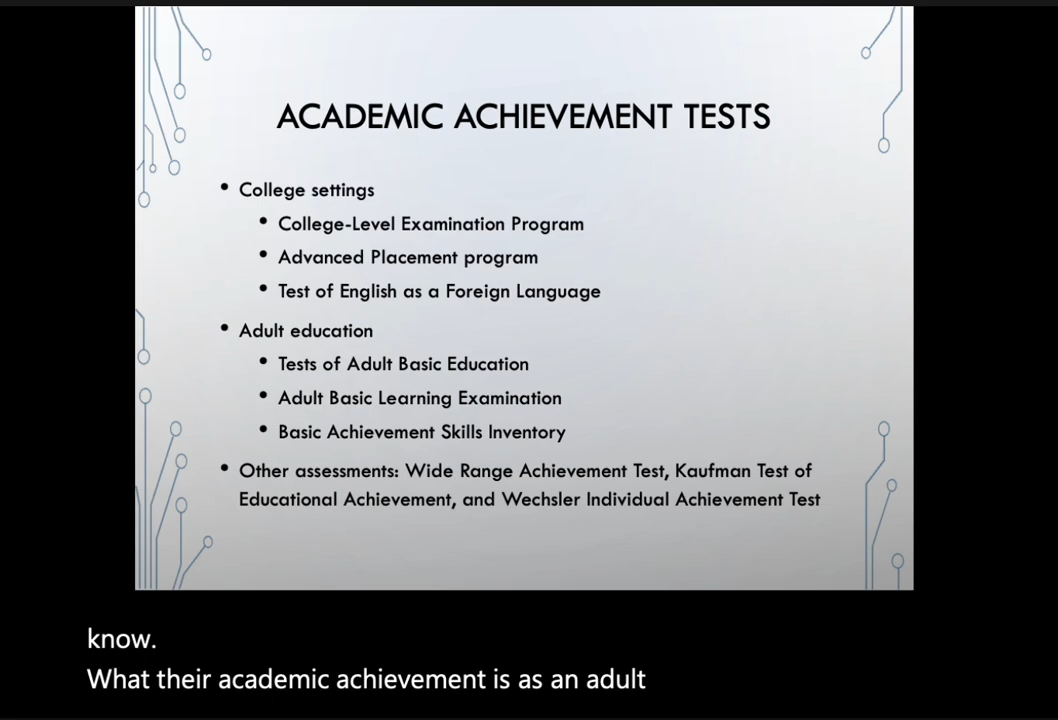 ACADEMIC ACHIEVEMENT TESTS
• College settings
• College-Level Examination Program
• Advanced Placement program
• Test of English as a Foreign Language
• Adult education
• Tests of Adult Basic Education
• Adult Basic Learning Examination
• Basic Achievement Skills Inventory
• Other assessments: Wide Range Achievement Test, Kaufman Test of
Educational Achievement, and Wechsler Individual Achievement Test
know.
What their academic achievement is as an adult